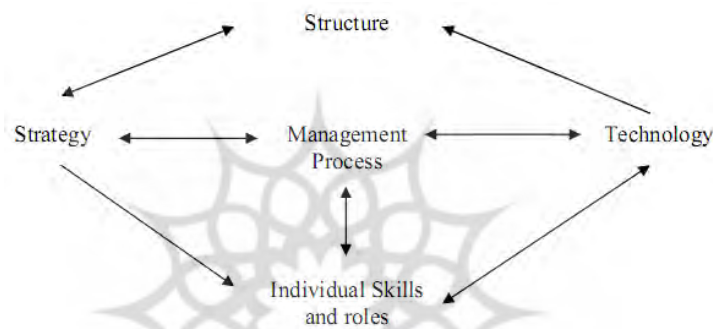 Structure
Strategy
Management
Process
Technology
Individual Skills
and roles